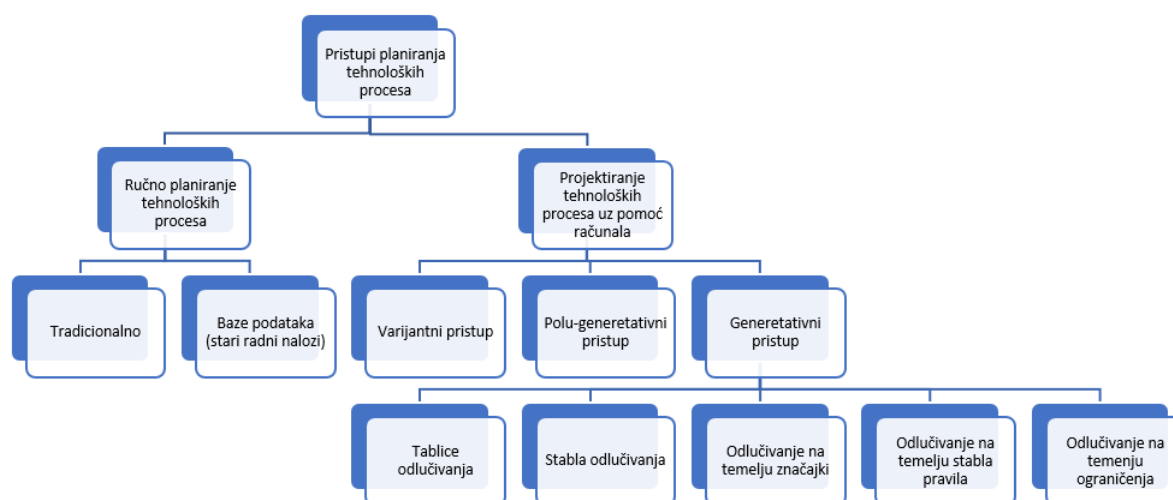 Pristupi planiranja
tehnoloških
procesa
Ručno planiranje
tehnoloških
procesa
Projektiranje
tehnoloških
procesa uz pomoć
računala
Tradicionalno
Baze podataka
(stari radni nalozi)
Varijantni pristup
Polu-generetativni
pristup
Generetativni
pristup
Tablice
odlučivanja
Stabla odlučivanja
Odlučivanje na
temelju značajki
Odlučivanje na
temelju stabla
pravila
Odlučivanje na
temenju
ograničenja